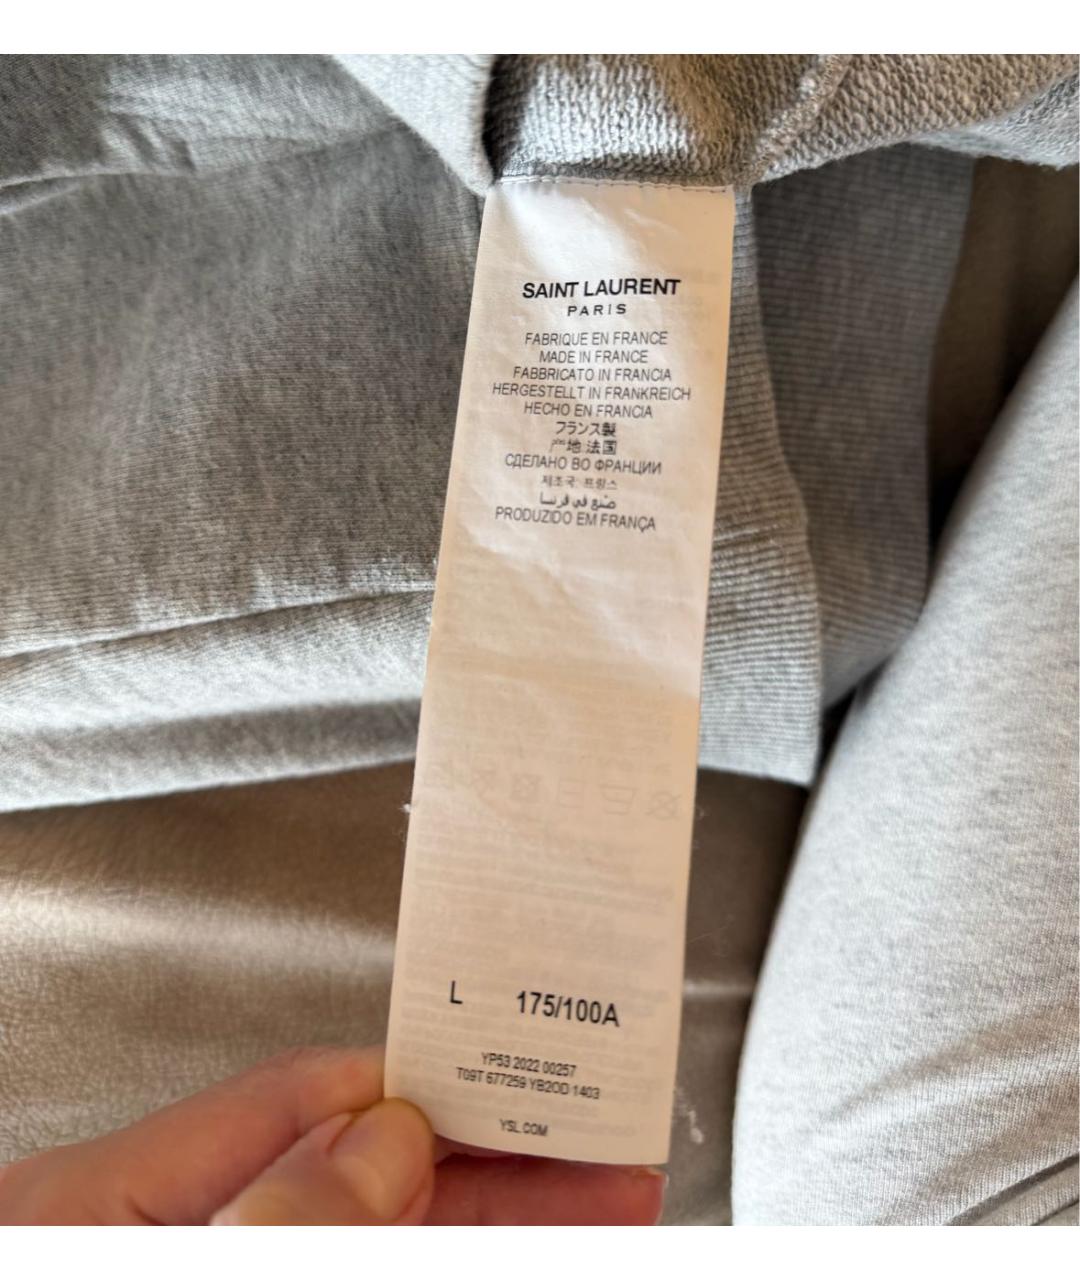 SAINT LAURENT
PARIS
FABRIQUE EN FRANCE
MADE IN FRANCE
FABBRICATO IN FRANCIA
HERGESTELLT IN FRANKREICH
HECHO EN FRANCIA
フランス製
产地:法国
СДЕЛАНО ВО ФРАНЦИИ
제조국: 프랑스
صنع في فرنسا
PRODUZIDO EM FRANÇA
L 175/100A
YP53 2022 00257
T09T 677259 YB2OD 1403
YSL.COM